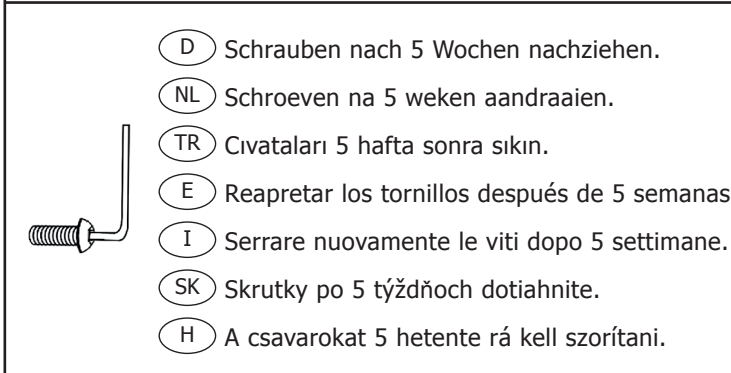 D Schrauben nach 5 Wochen nachziehen.
NL Schroeven na 5 weken aandraaien.
TR Cıvataları 5 hafta sonra sıkın.
E Reapretar los tornillos después de 5 semanas
I Serrare nuovamente le viti dopo 5 settimane.
SK Skrutky po 5 týždňoch dotiahnite.
H A csavarokat 5 hetente rá kell szorítani.